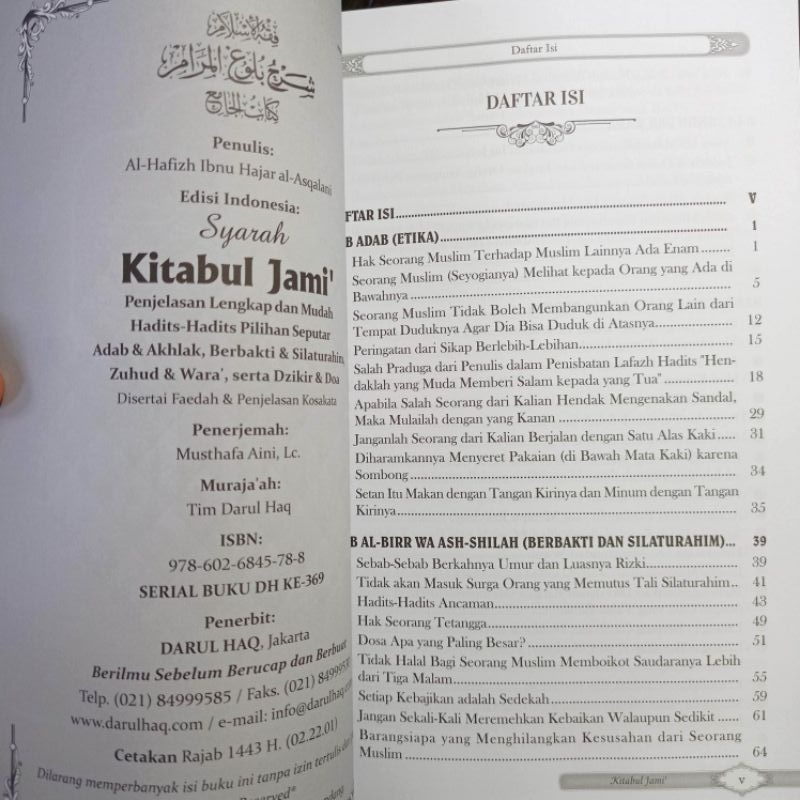 فقه الإسلام
شرح بلوغ المرام
كتاب الجامع
Penulis:
Al-Hafizh Ibnu Hajar al-Asqalani
Edisi Indonesia:
Syarah
Kitabul Jami'
Penjelasan Lengkap dan Mudah
Hadits-Hadits Pilihan Seputar
Adab & Akhlak, Berbakti & Silaturahim,
Zuhud & Wara', serta Dzikir & Doa
Disertai Faedah & Penjelasan Kosakata
Penerjemah:
Musthafa Aini, Lc.
Muraja'ah:
Tim Darul Haq
ISBN:
978-602-6845-78-8
SERIAL BUKU DH KE-369
Penerbit:
DARUL HAQ, Jakarta
Berilmu Sebelum Berucap dan Berbuat
Telp. (021) 84999585 / Faks. (021) 8499958
www.darulhaq.com / e-mail: info@darulhaq.co
Cetakan Rajab 1443 H. (02.22.01)
Dilarang memperbanyak isi buku ini tanpa izin tertulis
Daftar Isi
DAFTAR ISI
FTAR ISI.......... V
B ADAB (ETIKA).......... 1
Hak Seorang Muslim Terhadap Muslim Lainnya Ada Enam ........ 1
Seorang Muslim (Seyogianya) Melihat kepada Orang yang Ada di
Bawahnya .......... 5
Seorang Muslim Tidak Boleh Membangunkan Orang Lain dari
Tempat Duduknya Agar Dia Bisa Duduk di Atasnya.......... 12
Peringatan dari Sikap Berlebih-Lebihan.......... 15
Salah Praduga dari Penulis dalam Penisbatan Lafazh Hadits "Hen-
daklah yang Muda Memberi Salam kepada yang Tua" .......... 18
Apabila Salah Seorang dari Kalian Hendak Mengenakan Sandal,
Maka Mulailah dengan yang Kanan .......... 29
Janganlah Seorang dari Kalian Berjalan dengan Satu Alas Kaki ..... 31
Diharamkannya Menyeret Pakaian (di Bawah Mata Kaki) karena
Sombong .......... 34
Setan Itu Makan dengan Tangan Kirinya dan Minum dengan Tangan
Kirinya.......... 35
B AL-BIRR WA ASH-SHILAH (BERBAKTI DAN SILATURAHIM)... 39
Sebab-Sebab Berkahnya Umur dan Luasnya Rizki.......... 39
Tidak akan Masuk Surga Orang yang Memutus Tali Silaturahim.. 41
Hadits-Hadits Ancaman.......... 43
Hak Seorang Tetangga.......... 49
Dosa Apa yang Paling Besar?.......... 51
Tidak Halal Bagi Seorang Muslim Memboikot Saudaranya Lebih
dari Tiga Malam.......... 55
Setiap Kebajikan adalah Sedekah.......... 59
Jangan Sekali-Kali Meremehkan Kebaikan Walaupun Sedikit ...... 61
Barangsiapa yang Menghilangkan Kesusahan dari Seorang
Muslim .......... 64
Kitabul Jami' v